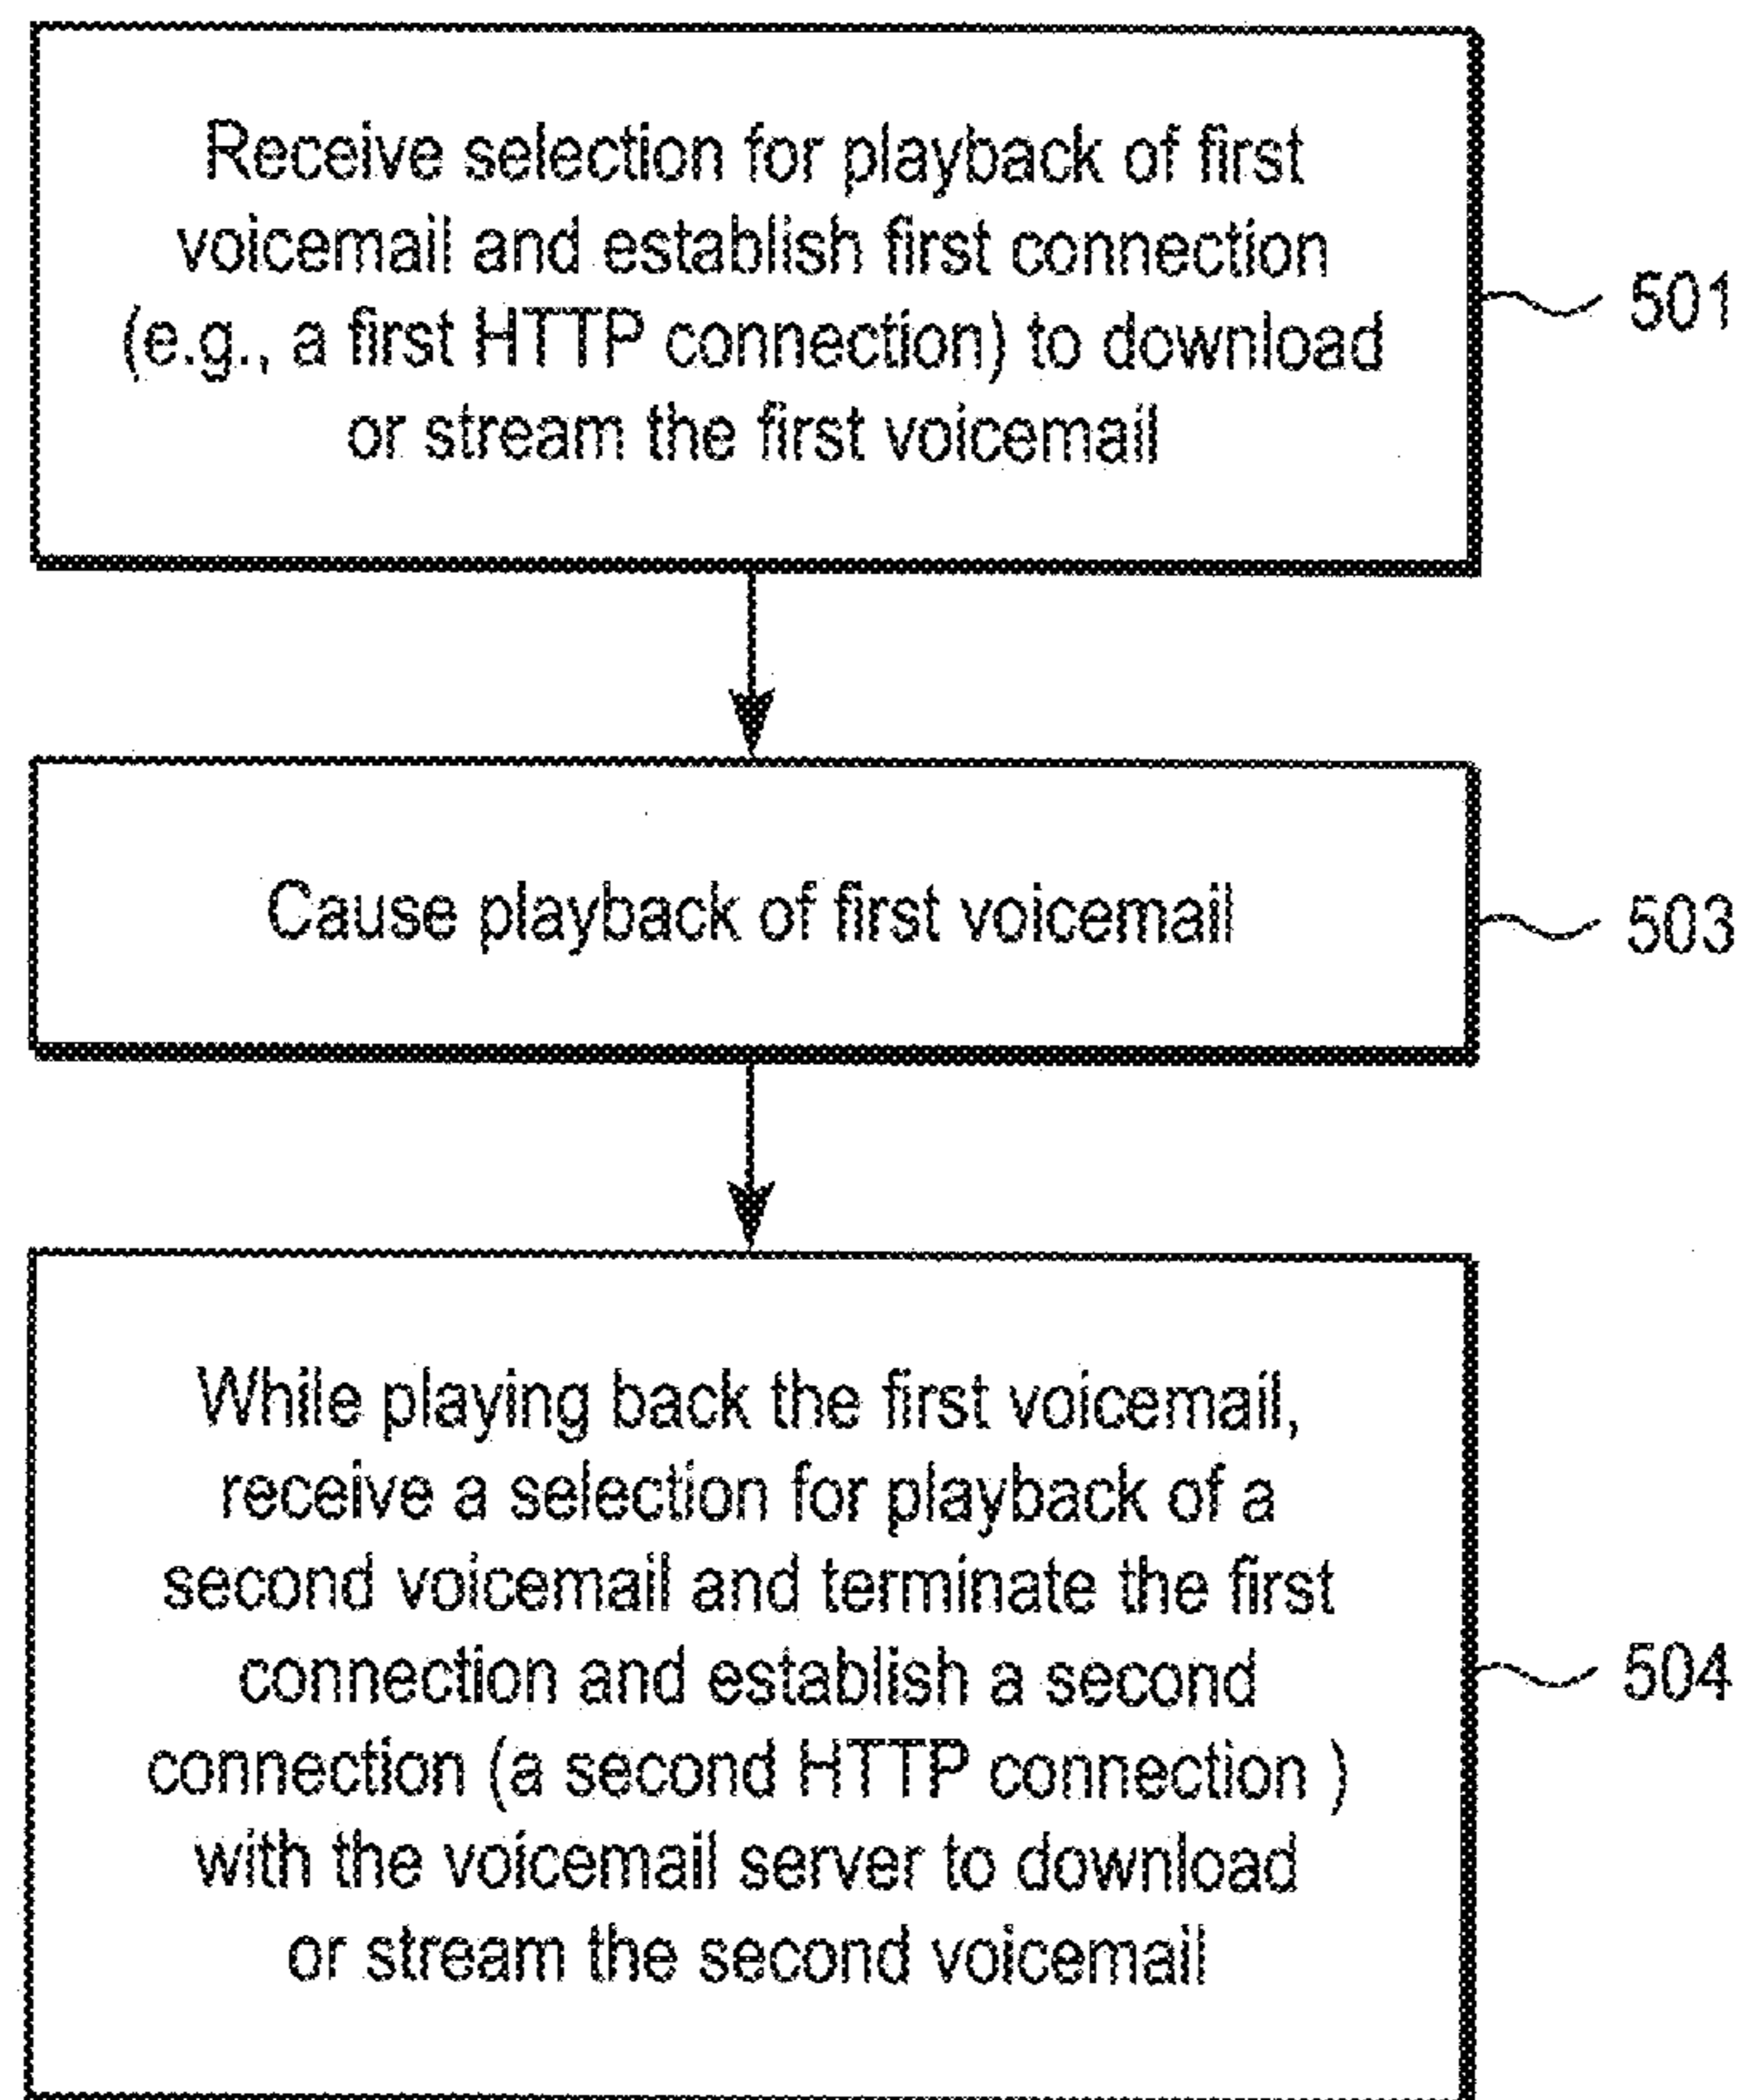 Receive selection for playback of first
voicemail and establish first connection
(e.g., a first HTTP connection) to download
or stream the first voicemail
501
Cause playback of first voicemail
503
While playing back the first voicemail,
receive a selection for playback of a
second voicemail and terminate the first
connection and establish a second
connection (a second HTTP connection )
with the voicemail server to download
or stream the second voicemail
504